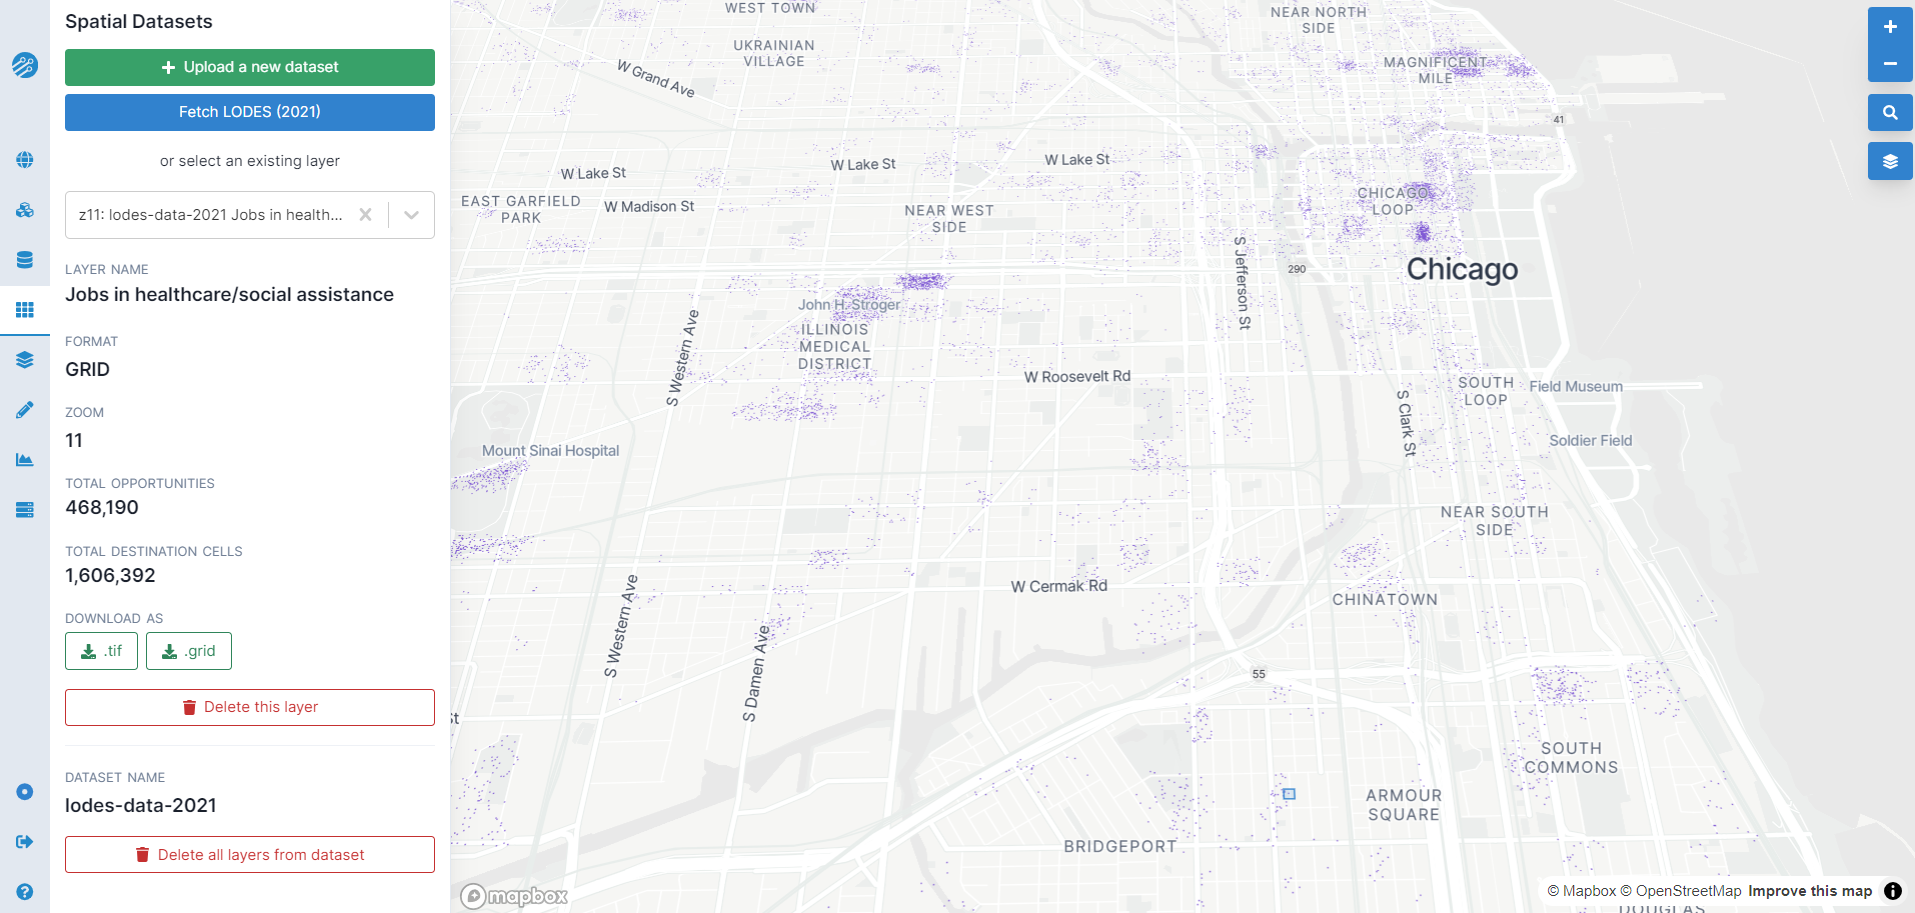 Spatial Datasets
Upload a new dataset
Fetch LODES (2021)
or select an existing layer
z11: lodes-data-2021 Jobs in health...
LAYER NAME
Jobs in healthcare/social assistance
FORMAT
GRID
ZOOM
11
TOTAL OPPORTUNITIES
468,190
TOTAL DESTINATION CELLS
1,606,392
DOWNLOAD AS
.tif
.grid
Delete this layer
DATASET NAME
lodes-data-2021
Delete all layers from dataset
WEST TOWN
NEAR NORTH
SIDE
UKRAINIAN
VILLAGE
W Grand Ave
MAGNIFICENT
MILE
41
W Lake St
W Lake St
W Lake St
EAST GARFIELD
PARK
W Madison St
NEAR WEST
SIDE
CHICAGO
LOOP
S Jefferson St
290
Chicago
John H. Stroger
ILLINOIS
MEDICAL
DISTRICT
S Western Ave
W Roosevelt Rd
SOUTH
LOOP
Field Museum
S Clark St
Soldier Field
Mount Sinai Hospital
NEAR SOUTH
SIDE
W Cermak Rd
CHINATOWN
S Western Ave
S Damen Ave
55
St
SOUTH
COMMONS
ARMOUR
SQUARE
BRIDGEPORT
mapbox
© Mapbox © OpenStreetMap Improve this map
DOUGLAS